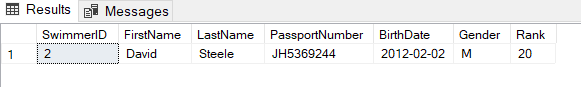 Results Messages
SwimmerID FirstName LastName PassportNumber BirthDate Gender Rank
1 2 David Steele JH5369244 2012-02-02 M 20